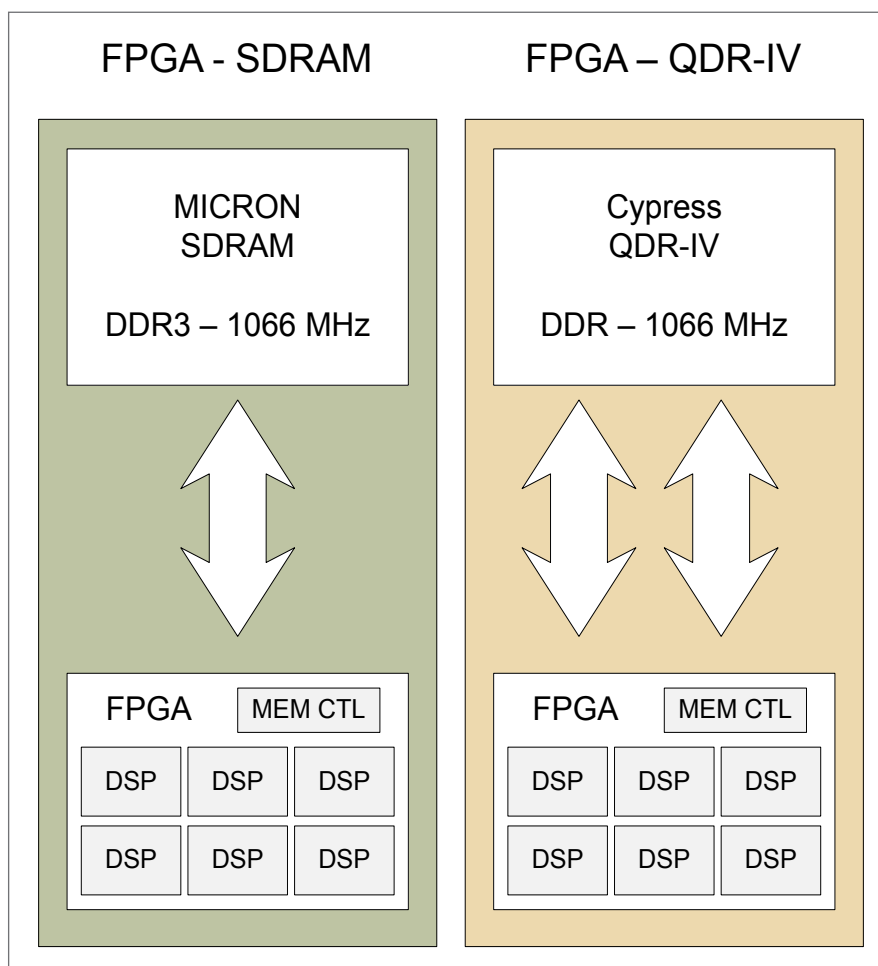 FPGA - SDRAM
MICRON
SDRAM
DDR3 – 1066 MHz
FPGA
MEM CTL
DSP DSP DSP
DSP DSP DSP
FPGA – QDR-IV
Cypress
QDR-IV
DDR – 1066 MHz
FPGA
MEM CTL
DSP DSP DSP
DSP DSP DSP